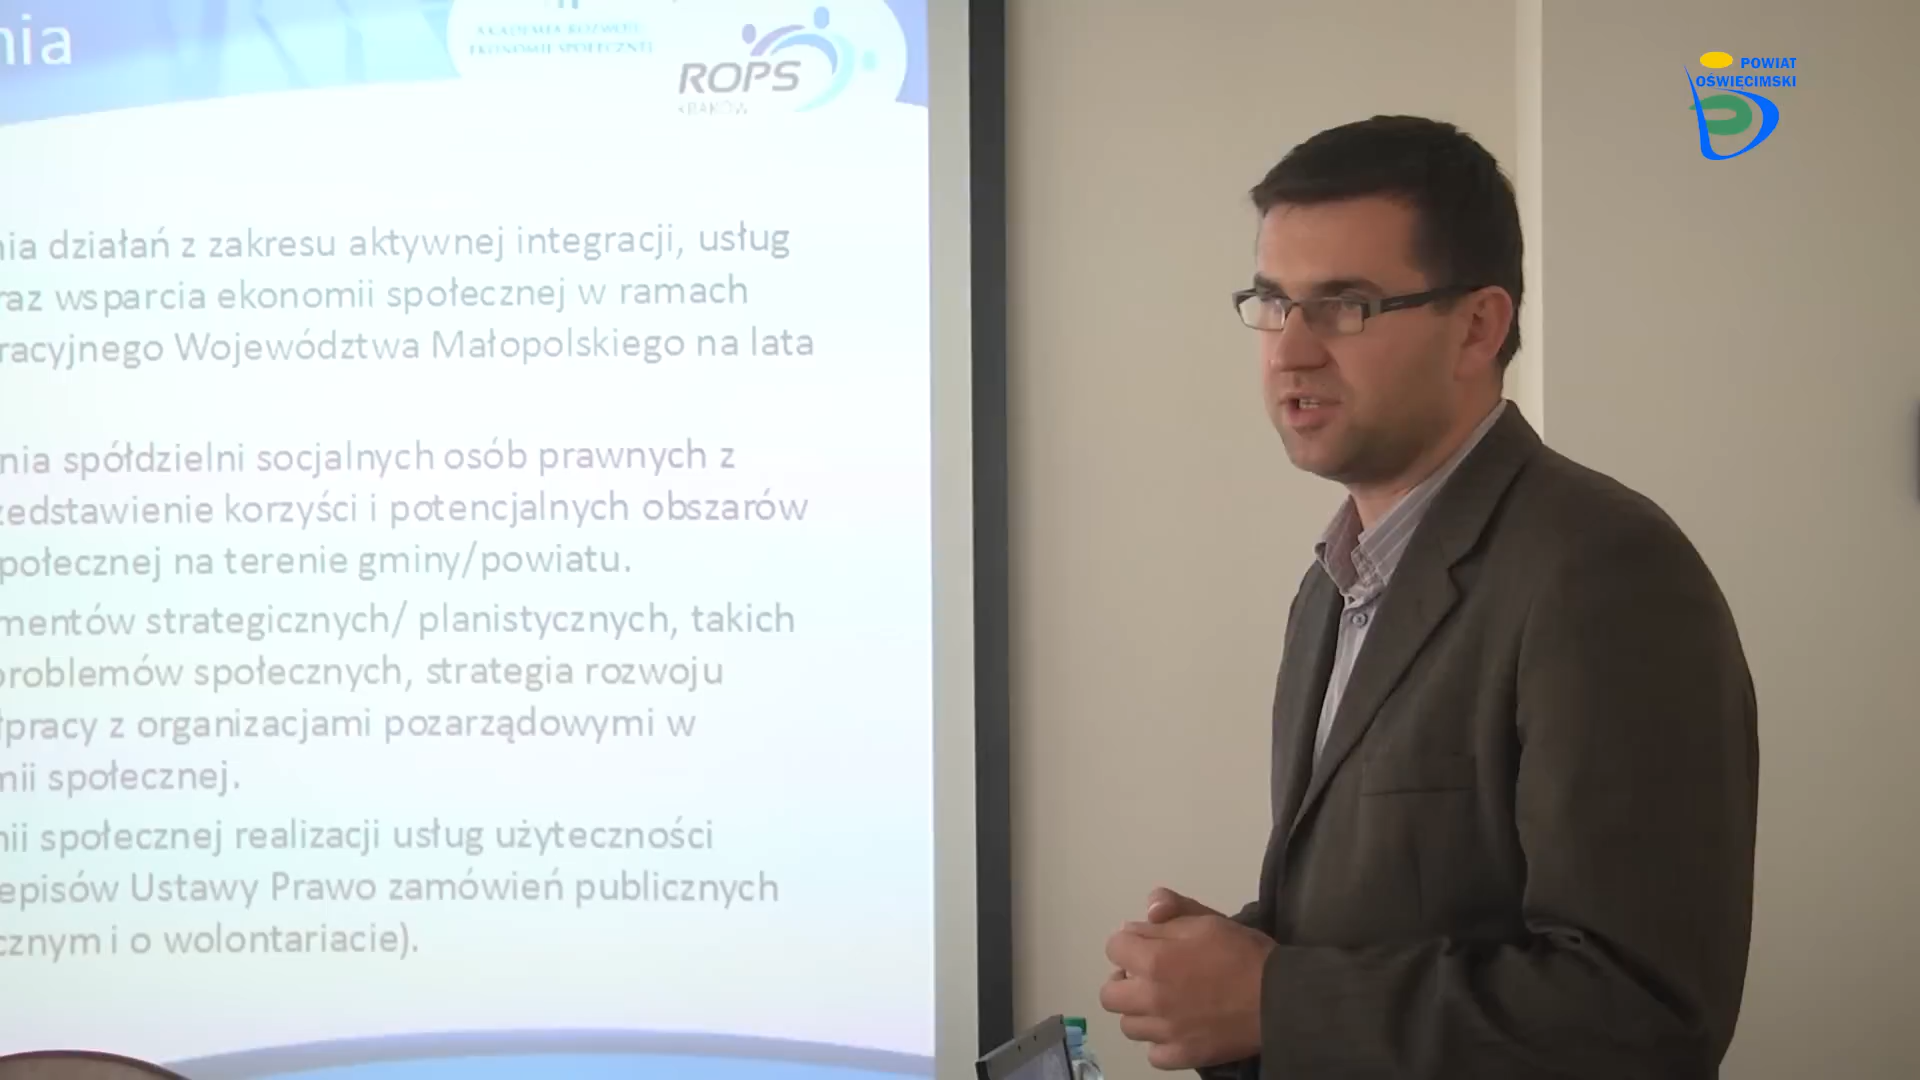 nia
AKADEMIA ROZWOJU
EKONOMII SPOŁECZNEJ
ROPS
KRAKÓW
POWIAT
OŚWIĘCIMSKI
nia działań z zakresu aktywnej integracji, usług
raz wsparcia ekonomii społecznej w ramach
racyjnego Województwa Małopolskiego na lata
nia spółdzielni socjalnych osób prawnych z
zedstawienie korzyści i potencjalnych obszarów
połecznej na terenie gminy/powiatu.
mentów strategicznych/ planistycznych, takich
problemów społecznych, strategia rozwoju
łpracy z organizacjami pozarządowymi w
mii społecznej.
nii społecznej realizacji usług użyteczności
episów Ustawy Prawo zamówień publicznych
cznym i o wolontariacie).